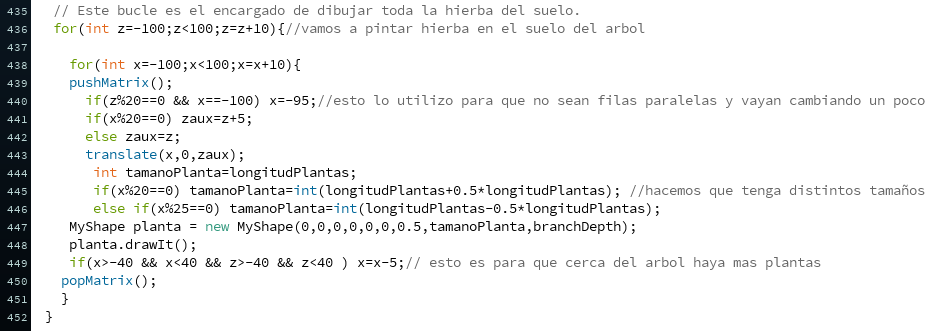 435 // Este bucle es el encargado de dibujar toda la hierba del suelo.
436 for(int z=-100;z<100;z=z+10){//vamos a pintar hierba en el suelo del arbol
437
438 for(int x=-100;x<100;x=x+10){
439 pushMatrix();
440 if(z%20==0 && x==-100) x=-95;//esto lo utilizo para que no sean filas paralelas y vayan cambiando un poco
441 if(x%20==0) zaux=z+5;
442 else zaux=z;
443 translate(x,0,zaux);
444 int tamanoPlanta=longitudPlantas;
445 if(x%20==0) tamanoPlanta=int(longitudPlantas+0.5*longitudPlantas); //hacemos que tenga distintos tamaños
446 else if(x%25==0) tamanoPlanta=int(longitudPlantas-0.5*longitudPlantas);
447 MyShape planta = new MyShape(0,0,0,0,0,0,0.5,tamanoPlanta,branchDepth);
448 planta.drawIt();
449 if(x>-40 && x<40 && z>-40 && z<40 ) x=x-5;// esto es para que cerca del arbol haya mas plantas
450 popMatrix();
451 }
452 }